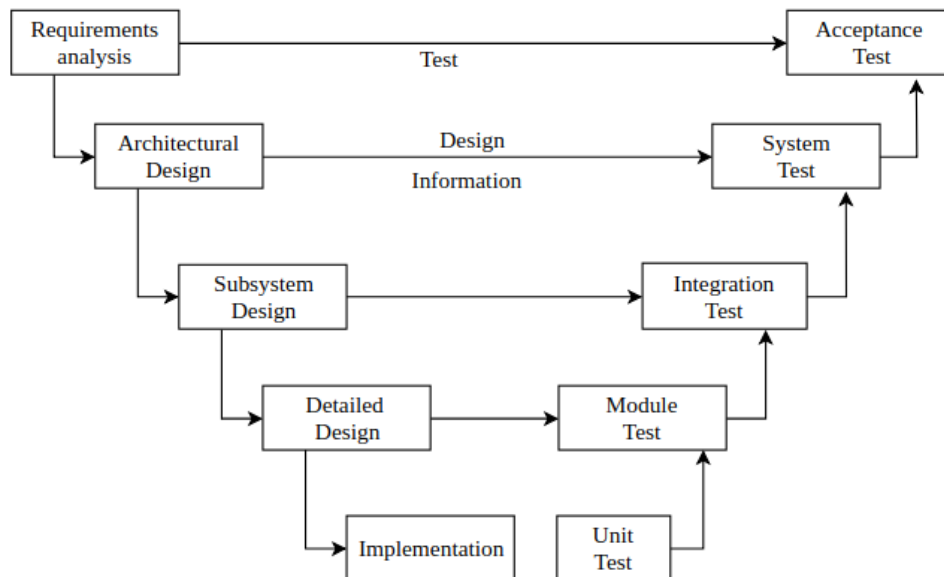 Requirements
analysis
Test
Acceptance
Test
Architectural
Design
Design
Information
System
Test
Subsystem
Design
Integration
Test
Detailed
Design
Module
Test
Implementation
Unit
Test